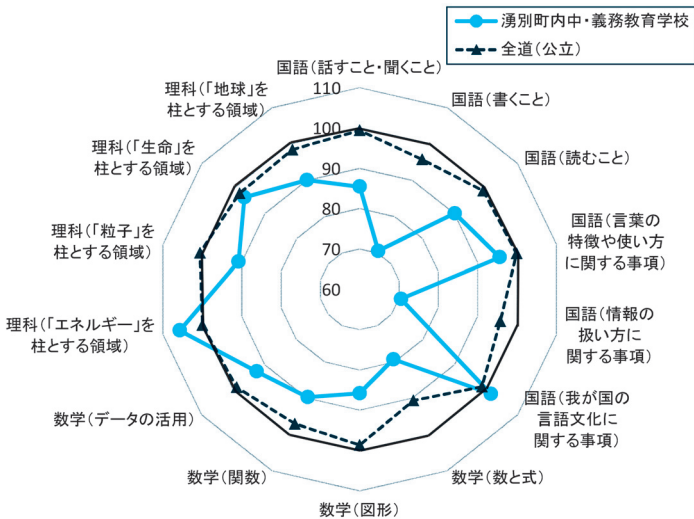 湧別町内中・義務教育学校
全道(公立)
国語(話すこと・聞くこと)
国語(書くこと)
国語(読むこと)
国語(言葉の
特徴や使い方
に関する事項)
国語(情報の
扱い方に
関する事項)
国語(我が国の
言語文化に
関する事項)
数学(数と式)
数学(図形)
数学(関数)
数学(データの活用)
理科(「エネルギー」を
柱とする領域)
理科(「粒子」を
柱とする領域)
理科(「生命」を
柱とする領域)
理科(「地球」を
柱とする領域)
110
100
90
80
70
60